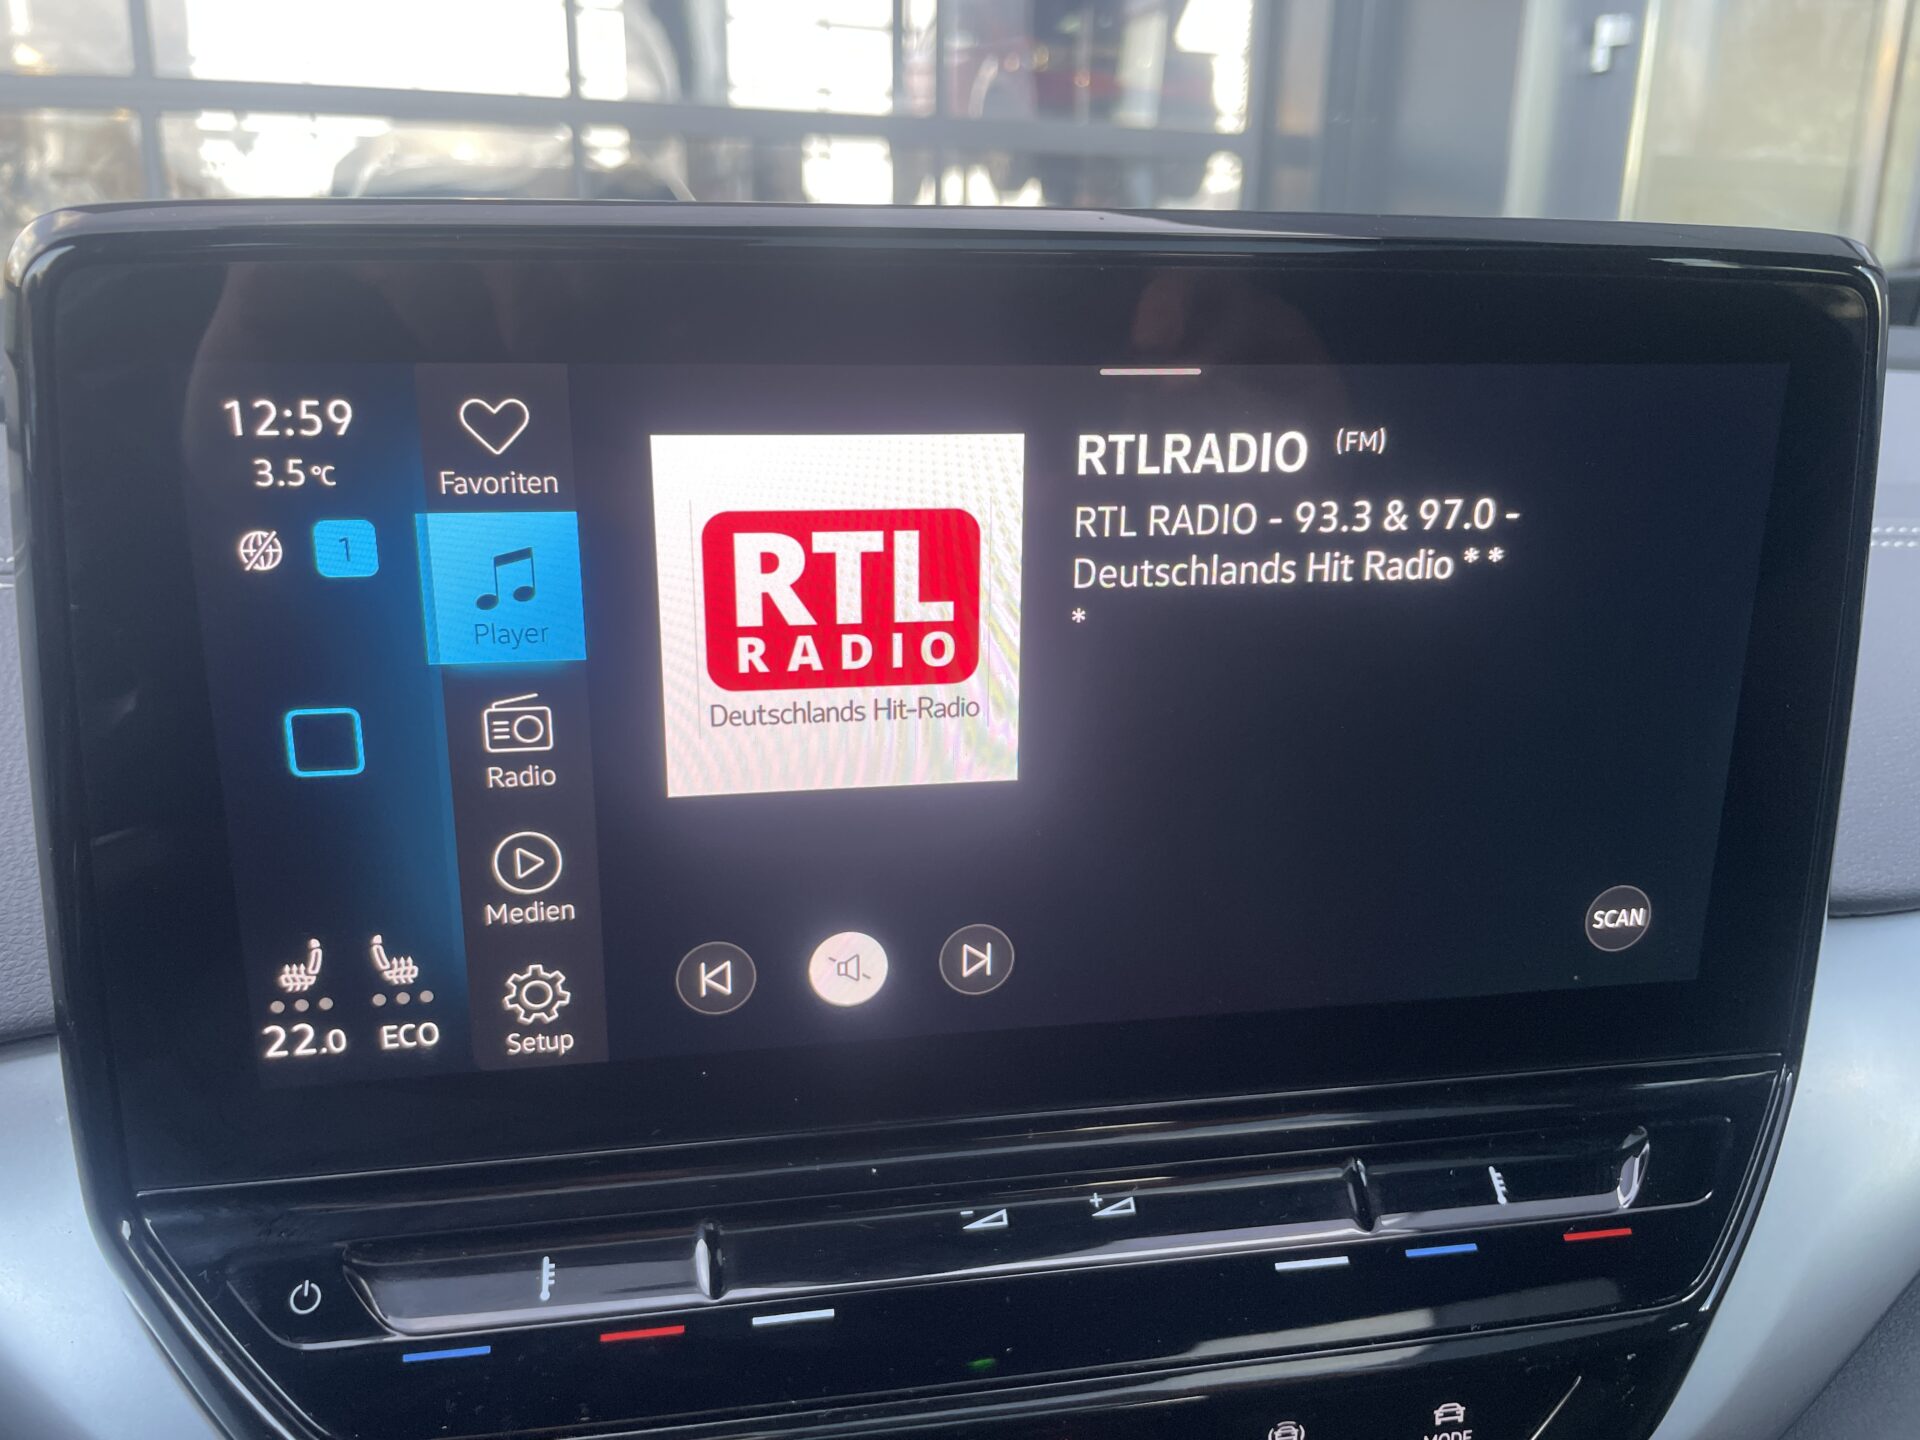 12:59
3.5°C
1
Favoriten
Player
Radio
Medien
Setup
22.0
ECO
RTL
RADIO
Deutschlands Hit-Radio
RTLRADIO (FM)
RTL RADIO - 93.3 & 97.0 -
Deutschlands Hit Radio * *
*
SCAN
- +
MODE